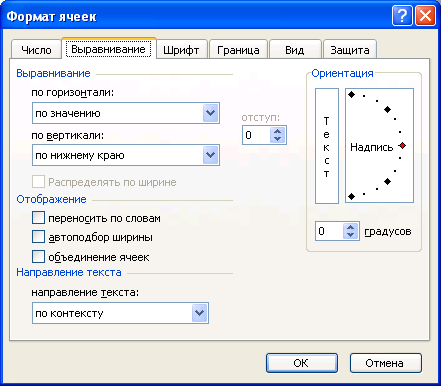 Формат ячеек
Число Выравнивание Шрифт Граница Вид Защита
Выравнивание
по горизонтали:
по значению
отступ:
по вертикали:
0
по нижнему краю
Распределять по ширине
Отображение
переносить по словам
автоподбор ширины
объединение ячеек
Направление текста
направление текста:
по контексту
Ориентация
Текст
Надпись
0 градусов
ОК Отмена